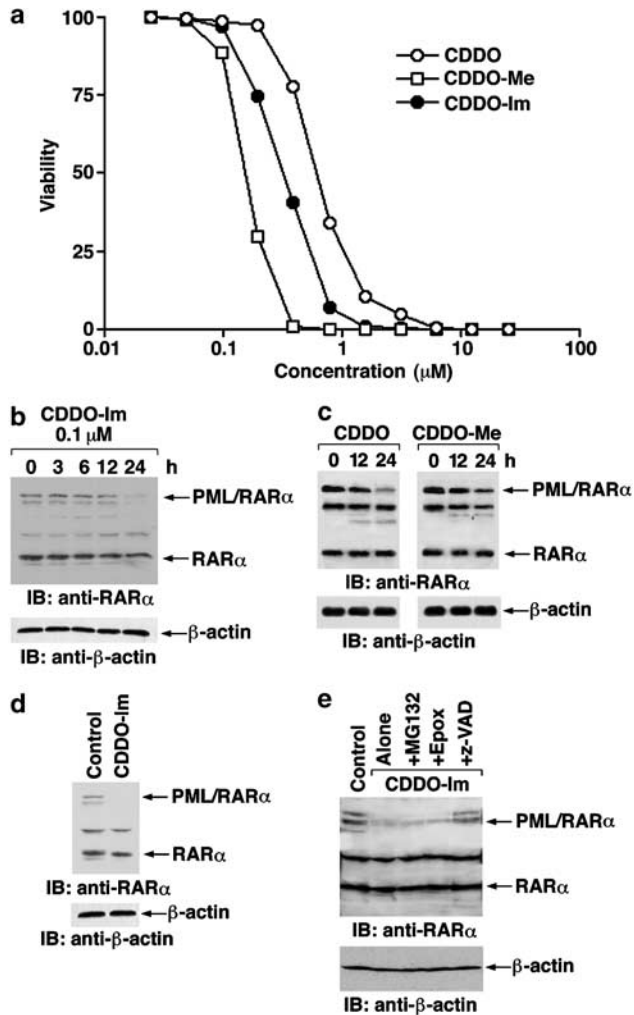 a
100
75
50
25
0
Viability
0.01 0.1 1 10 100
Concentration (μM)
CDDO
CDDO-Me
CDDO-Im
b
CDDO-Im
0.1 μM
0 3 6 12 24 h
PML/RARα
RARα
IB: anti-RARα
β-actin
IB: anti-β-actin
c
CDDO CDDO-Me
0 12 24 0 12 24 h
PML/RARα
RARα
IB: anti-RARα
β-actin
IB: anti-β-actin
d
Control
CDDO-Im
PML/RARα
RARα
IB: anti-RARα
β-actin
IB: anti-β-actin
e
Control
Alone
+MG132
+Epox
+z-VAD
CDDO-Im
PML/RARα
RARα
IB: anti-RARα
β-actin
IB: anti-β-actin